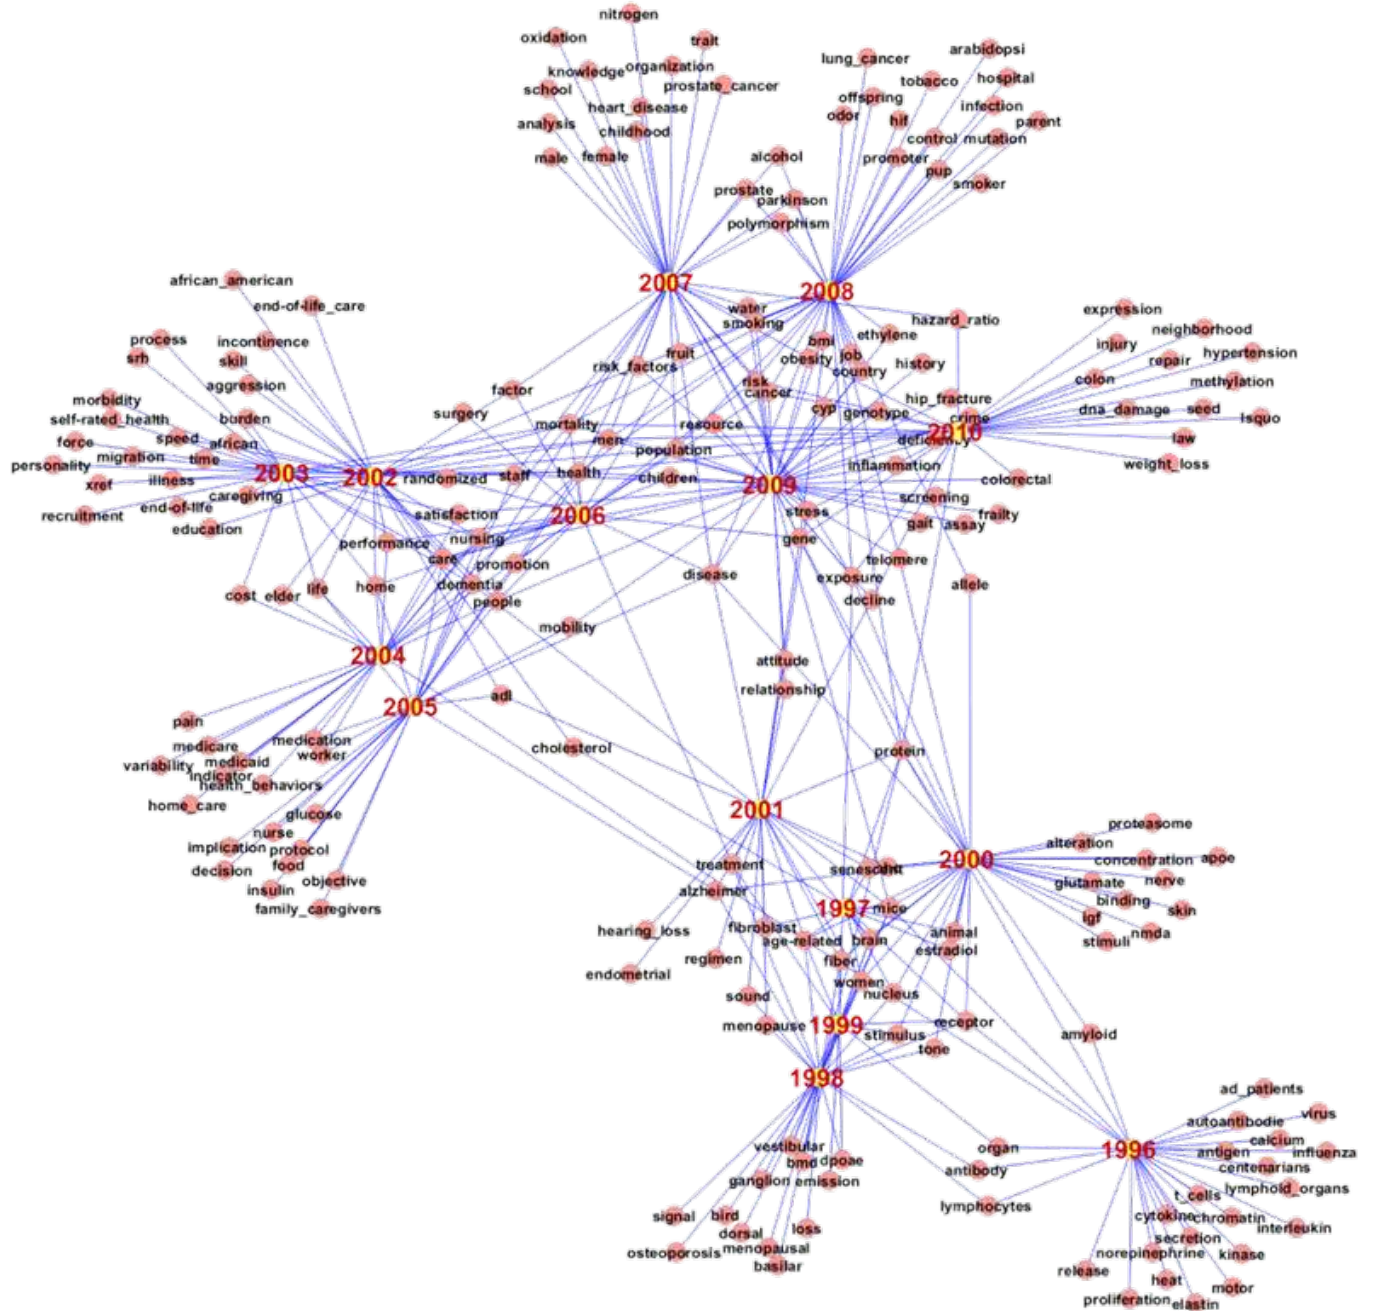 nitrogen
oxidation
trait
knowledge
organization
school
prostate_cancer
heart_disease
analysis
childhood
male
female
lung_cancer
arabidopsi
tobacco
hospital
offspring
infection
odor
hif
parent
control
mutation
promoter
pup
smoker
alcohol
prostate
parkinson
polymorphism
2007
2008
african_american
end-of-life_care
process
incontinence
srh
skill
aggression
morbidity
self-rated_health
burden
force
speed
african
personality
migration
time
xref
illness
end-of-life
caregiving
recruitment
education
2003
2002
water
smoking
hazard_ratio
expression
neighborhood
bmi
ethylene
injury
repair
hypertension
risk_factors
fruit
obesity
job
country
history
colon
methylation
factor
risk
cancer
hip_fracture
dna_damage
seed
lsquo
surgery
mortality
resource
cyp
genotype
crime
2010
deficiency
law
weight_loss
men
population
inflammation
colorectal
randomized
staff
health
children
2009
screening
frailty
satisfaction
2006
stress
gait
assay
performance
nursing
gene
care
promotion
disease
telomere
exposure
allele
cost
elder
life
home
dementia
people
decline
mobility
2004
attitude
relationship
2005
adl
pain
medicare
medication
worker
cholesterol
protein
variability
medicaid
indicator
health_behaviors
home_care
glucose
nurse
implication
protocol
decision
food
insulin
objective
family_caregivers
2001
2000
proteasome
alteration
concentration
apoe
glutamate
nerve
binding
skin
igf
nmda
stimuli
treatment
senescent
alzheimer
1997
mice
hearing_loss
fibroblast
age-related
brain
animal
estradiol
endometrial
regimen
fiber
women
nucleus
sound
menopause
1999
stimulus
receptor
tone
amyloid
1998
ad_patients
autoantibodie
virus
1996
calcium
antigen
influenza
centenarians
lymphoid_organs
t_cells
cytokine
chromatin
interleukin
secretion
norepinephrine
kinase
release
heat
motor
proliferation
elastin
organ
antibody
lymphocytes
vestibular
bmd
dpoae
ganglion
emission
signal
bird
dorsal
loss
osteoporosis
menopausal
basilar